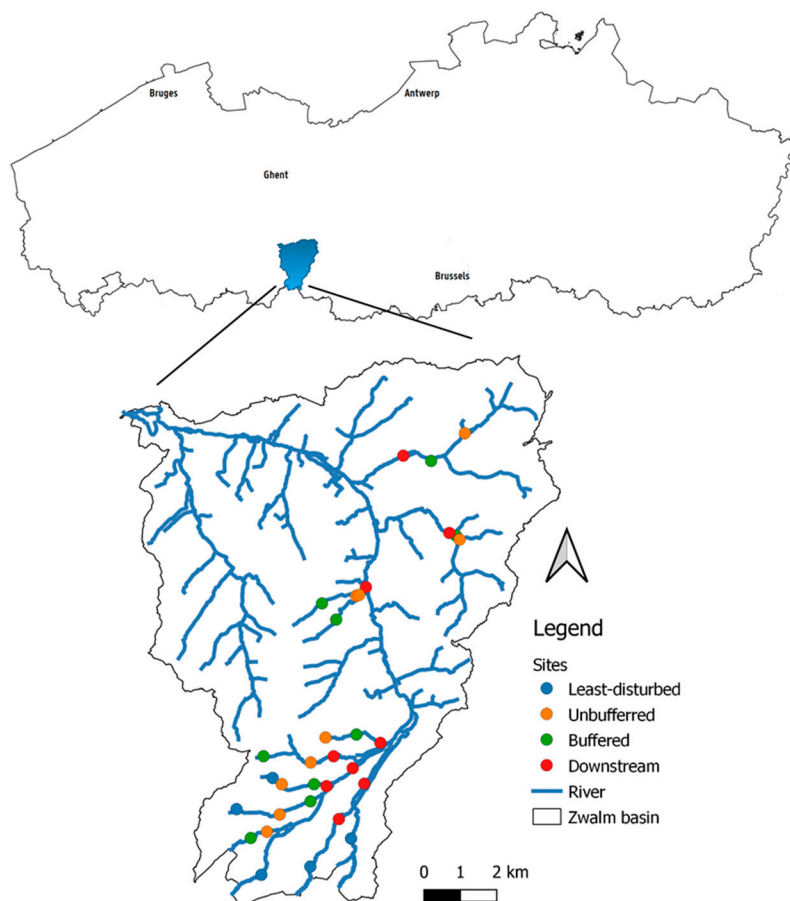 Bruges
Antwerp
Ghent
Brussels
Legend
Sites
Least-disturbed
Unbufferred
Buffered
Downstream
River
Zwalm basin
0 1 2 km